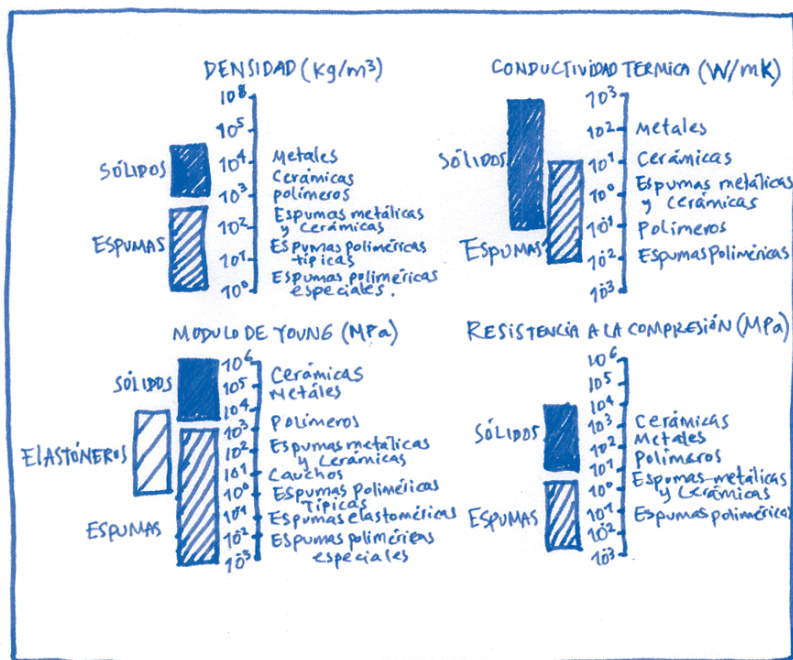 DENSIDAD (Kg/m³)
10⁸
10⁵
SÓLIDOS
10⁴
Metales
Cerámicas
10³
polímeros
Espumas metálicas
y Cerámicas
10²
ESPUMAS
Espumas poliméricas
típicas
10¹
Espumas poliméricas
especiales.
10⁰
CONDUCTIVIDAD TERMICA (W/mK)
10³
10²
Metales
SÓLIDOS
10¹
Cerámicas
10⁰
Espumas metálicas
y Cerámicas
10̄¹
Polímeros
ESPUMAS
10̄²
Espumas Poliméricas
10̄³
MODULO DE YOUNG (MPa)
10⁶
SÓLIDOS
10⁵
Cerámicas
Metáles
10⁴
Polímeros
10³
ELASTÓNEROS
10²
Espumas metálicas
y Cerámicas
10¹
Cauchos
10⁰
Espumas Poliméricas
Típicas
10̄¹
Espumas elastoméricas
ESPUMAS
10̄²
Espumas poliméricas
especiales
10̄³
RESISTENCIA A LA COMPRESIÓN (MPa)
10⁶
10⁵
10⁴
SÓLIDOS
10³
Cerámicas
10²
Metales
10¹
Polímeros
10⁰
Espumas metálicas
y Cerámicas
ESPUMAS
10̄¹
Espumas poliméricas
10̄²
10̄³